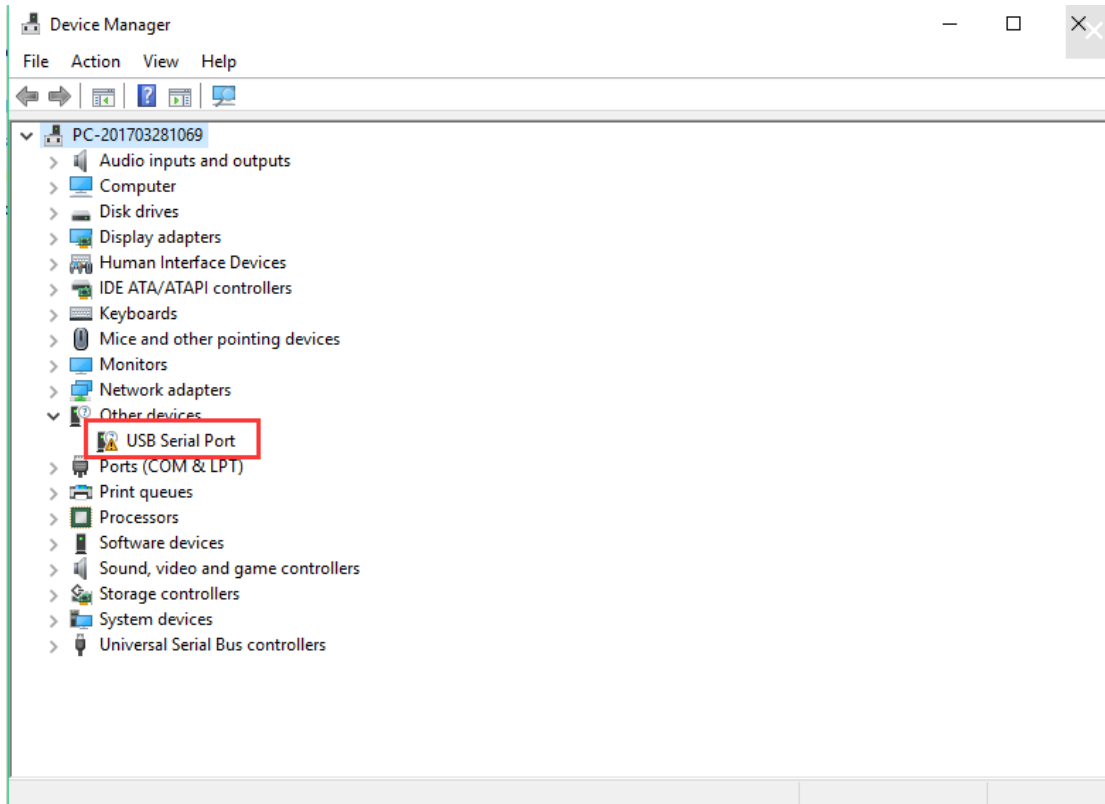 Device Manager
File Action View Help
PC-201703281069
Audio inputs and outputs
Computer
Disk drives
Display adapters
Human Interface Devices
IDE ATA/ATAPI controllers
Keyboards
Mice and other pointing devices
Monitors
Network adapters
Other devices
USB Serial Port
Ports (COM & LPT)
Print queues
Processors
Software devices
Sound, video and game controllers
Storage controllers
System devices
Universal Serial Bus controllers